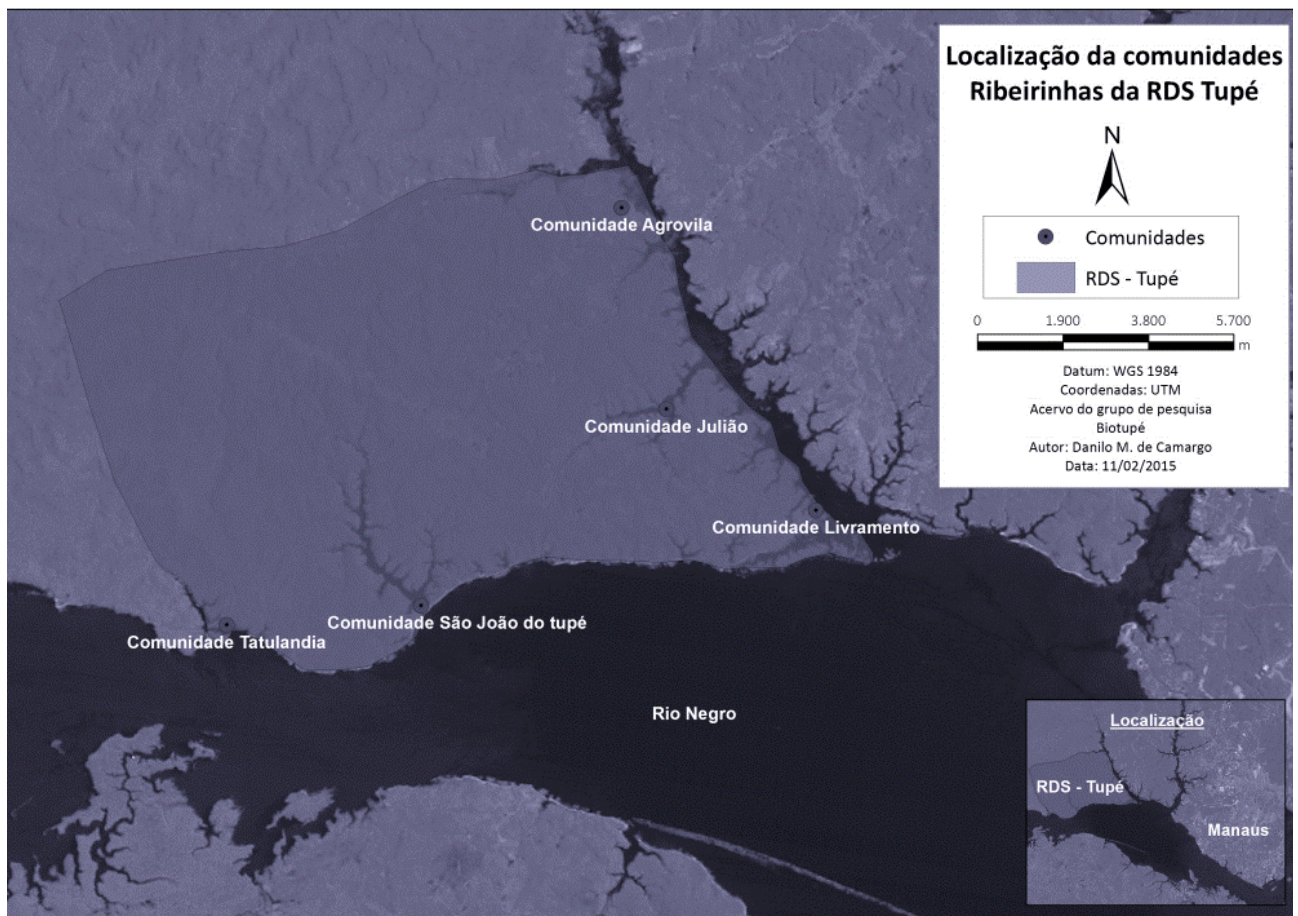 Localização da comunidades
Ribeirinhas da RDS Tupé
N
Comunidades
RDS - Tupé
0 1.900 3.800 5.700
m
Datum: WGS 1984
Coordenadas: UTM
Acervo do grupo de pesquisa
Biotupé
Autor: Danilo M. de Camargo
Data: 11/02/2015
Comunidade Agrovila
Comunidade Julião
Comunidade Livramento
Comunidade São João do tupé
Comunidade Tatulandia
Rio Negro
Localização
RDS - Tupé
Manaus